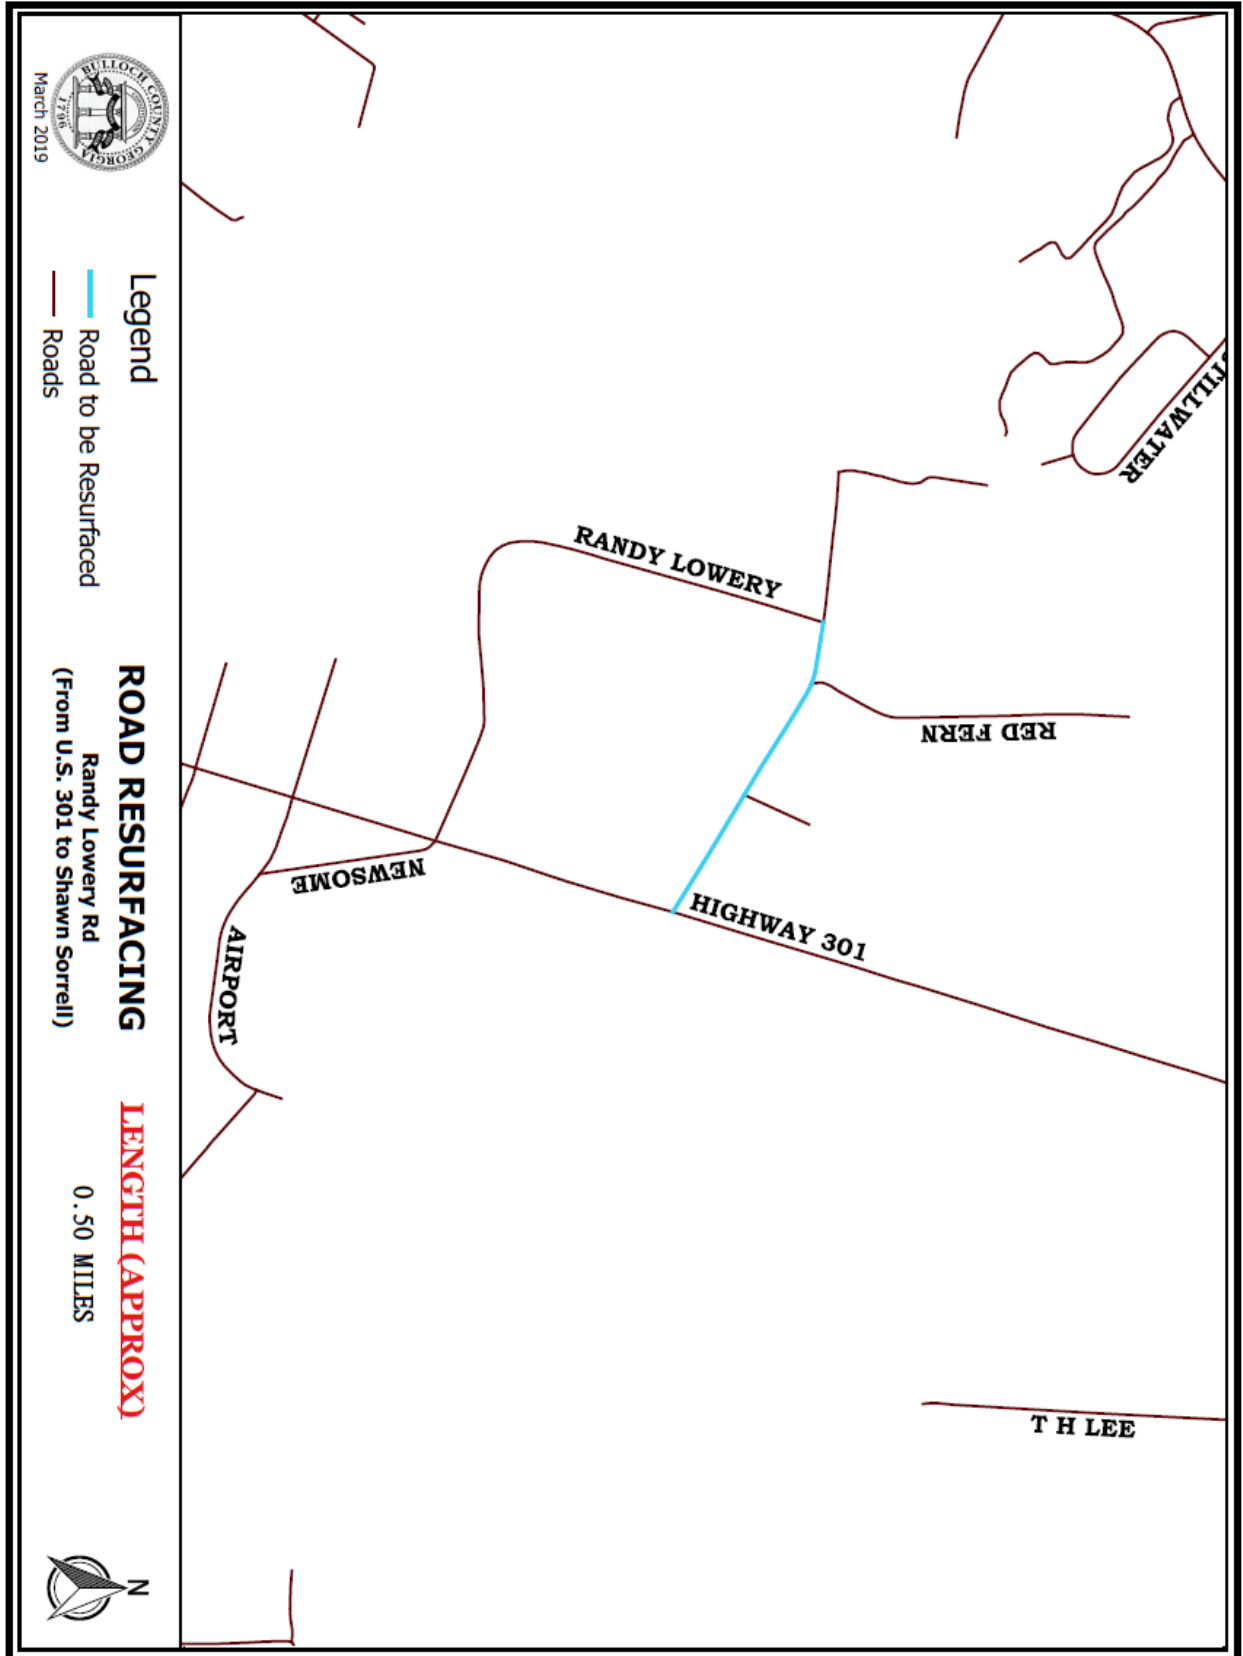 STILLWATER
RANDY LOWERY
RED FERN
HIGHWAY 301
NEWSOME
AIRPORT
T H LEE
BULLOCH COUNTY GEORGIA
1796
March 2019
Legend
Road to be Resurfaced
Roads
ROAD RESURFACING
Randy Lowery Rd
(From U.S. 301 to Shawn Sorrell)
LENGTH (APPROX)
0.50 MILES
N